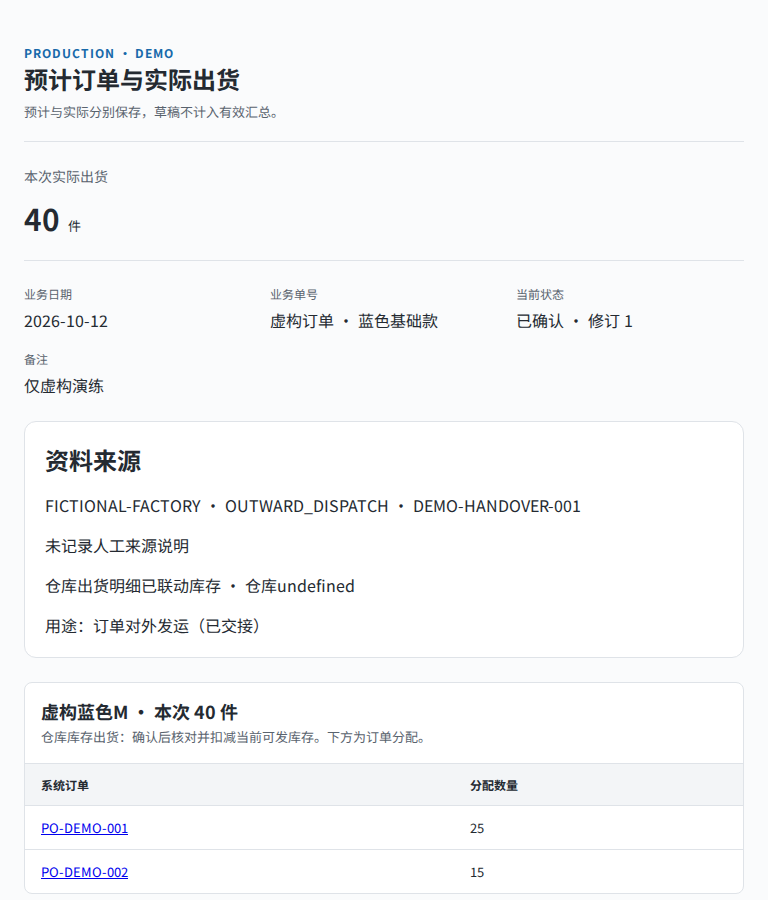 PRODUCTION · DEMO
预计订单与实际出货
预计与实际分别保存，草稿不计入有效汇总。
本次实际出货
40 件
业务日期
业务单号
当前状态
2026-10-12
虚构订单 · 蓝色基础款
已确认 · 修订 1
备注
仅虚构演练
资料来源
FICTIONAL-FACTORY · OUTWARD_DISPATCH · DEMO-HANDOVER-001
未记录人工来源说明
仓库出货明细已联动库存 · 仓库undefined
用途：订单对外发运（已交接）
虚构蓝色M · 本次 40 件
仓库库存出货：确认后核对并扣减当前可发库存。下方为订单分配。
系统订单 分配数量
PO-DEMO-001 25
PO-DEMO-002 15